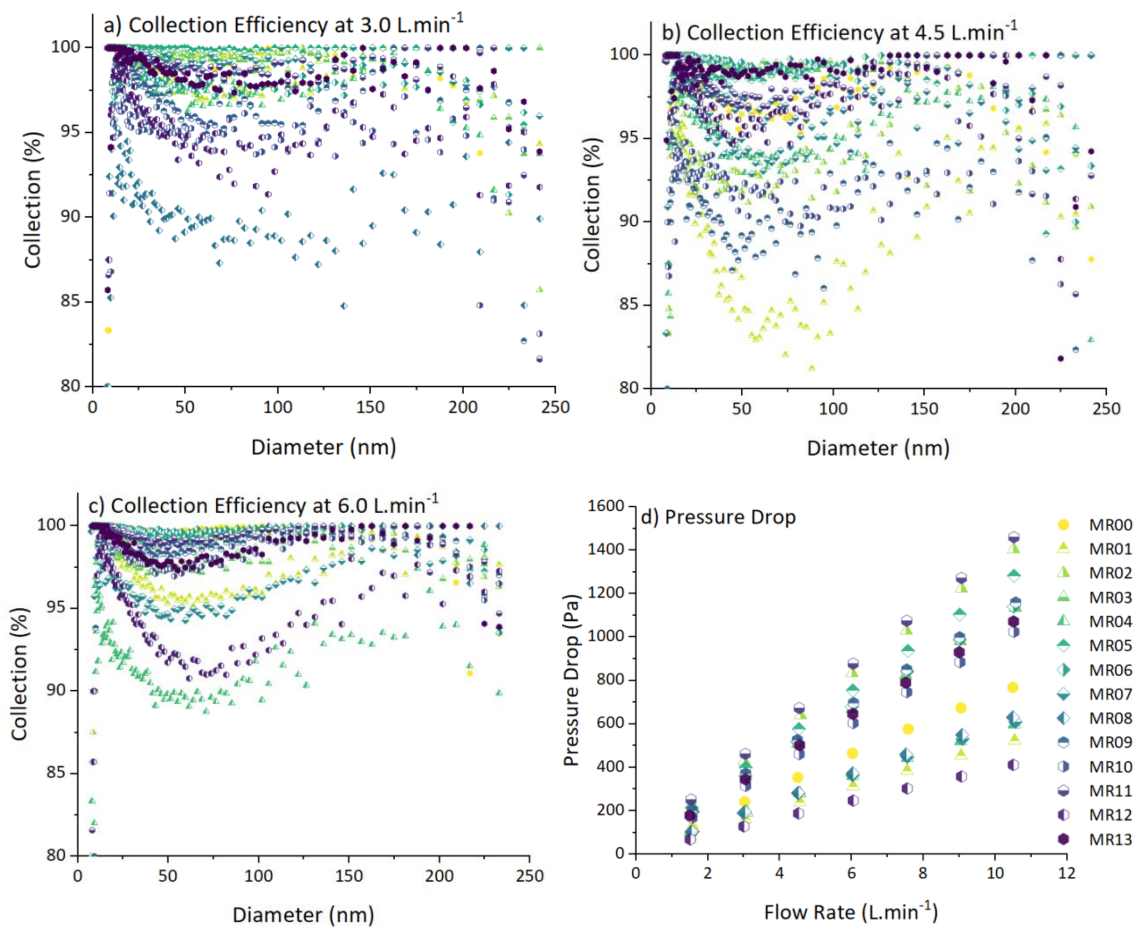 a) Collection Efficiency at 3.0 L.min⁻¹
100
95
90
85
80
Collection (%)
0 50 100 150 200 250
Diameter (nm)
b) Collection Efficiency at 4.5 L.min⁻¹
100
95
90
85
80
Collection (%)
0 50 100 150 200 250
Diameter (nm)
c) Collection Efficiency at 6.0 L.min⁻¹
100
95
90
85
80
Collection (%)
0 50 100 150 200 250
Diameter (nm)
d) Pressure Drop
1600
1400
1200
1000
800
600
400
200
0
Pressure Drop (Pa)
2 4 6 8 10 12
Flow Rate (L.min⁻¹)
MR00
MR01
MR02
MR03
MR04
MR05
MR06
MR07
MR08
MR09
MR10
MR11
MR12
MR13